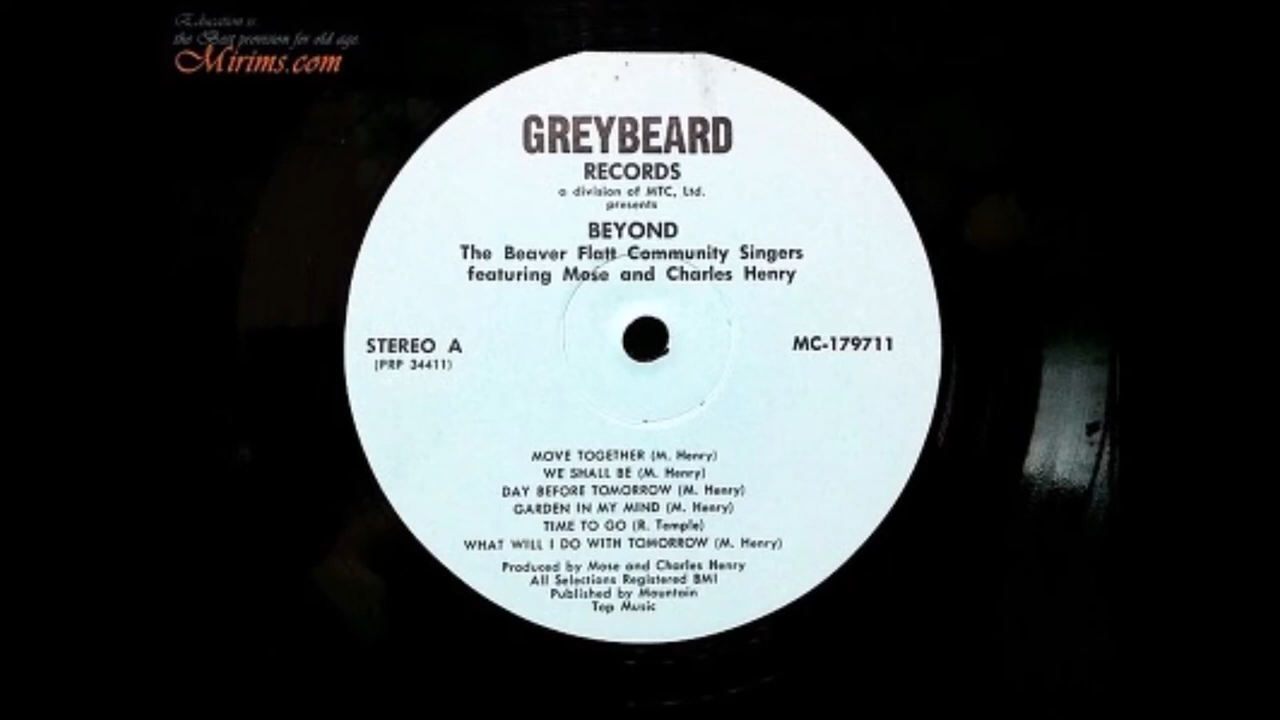 Education is
the Best provision for old age.
Mirims.com
GREYBEARD
RECORDS
a division of MTC, Ltd.
presents
BEYOND
The Beaver Flatt Community Singers
featuring Mose and Charles Henry
STEREO A
(PRP 34411)
MC-179711
MOVE TOGETHER (M. Henry)
WE SHALL BE (M. Henry)
DAY BEFORE TOMORROW (M. Henry)
GARDEN IN MY MIND (M. Henry)
TIME TO GO (R. Temple)
WHAT WILL I DO WITH TOMORROW (M. Henry)
Produced by Mose and Charles Henry
All Selections Registered BMI
Published by Mountain
Top Music